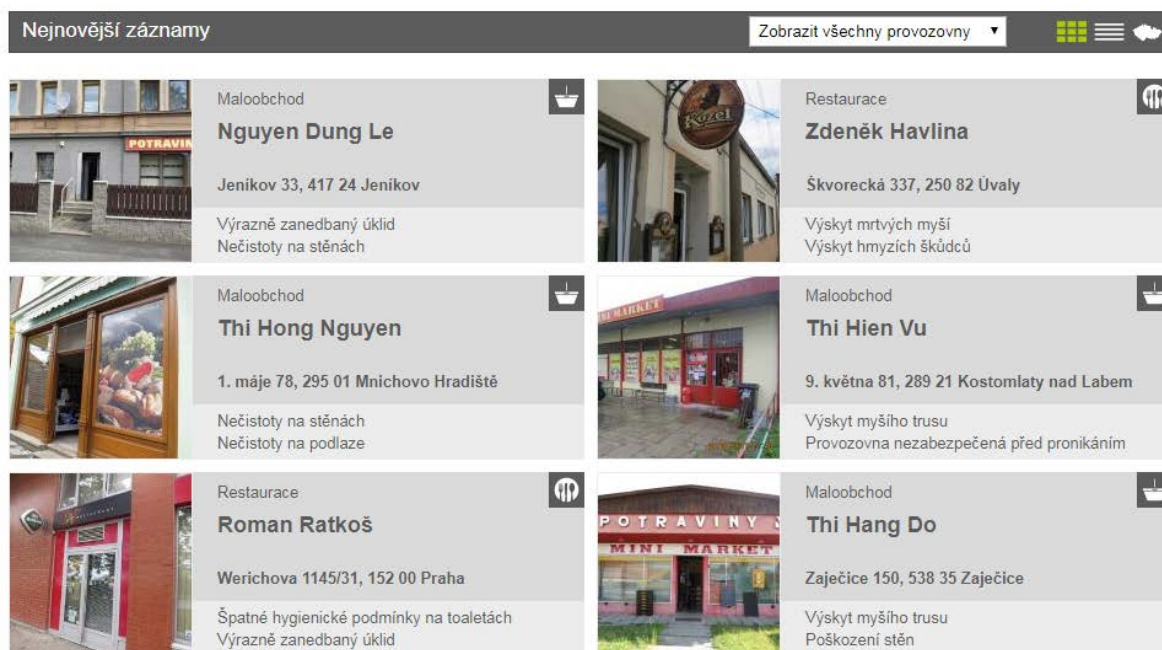 Nejnovější záznamy
Zobrazit všechny provozovny
Maloobchod
Nguyen Dung Le
Jeníkov 33, 417 24 Jeníkov
Výrazně zanedbaný úklid
Nečistoty na stěnách
POTRAVIN
Restaurace
Zdeněk Havlina
Škvorecká 337, 250 82 Úvaly
Výskyt mrtvých myší
Výskyt hmyzích škůdců
Kozel
Maloobchod
Thi Hong Nguyen
1. máje 78, 295 01 Mnichovo Hradiště
Nečistoty na stěnách
Nečistoty na podlaze
Maloobchod
Thi Hien Vu
9. května 81, 289 21 Kostomlaty nad Labem
Výskyt myšího trusu
Provozovna nezabezpečená před pronikáním
MINI MARKET
Restaurace
Roman Ratkoš
Werichova 1145/31, 152 00 Praha
Špatné hygienické podmínky na toaletách
Výrazně zanedbaný úklid
Maloobchod
Thi Hang Do
Zaječice 150, 538 35 Zaječice
Výskyt myšího trusu
Poškození stěn
POTRAVINY
MINI MARKET